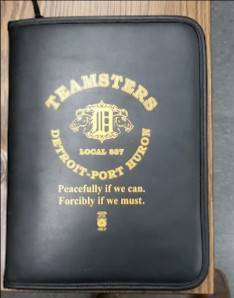 TEAMSTERS
LOCAL 337
DETROIT-PORT HURON
Peacefully if we can.
Forcibly if we must.